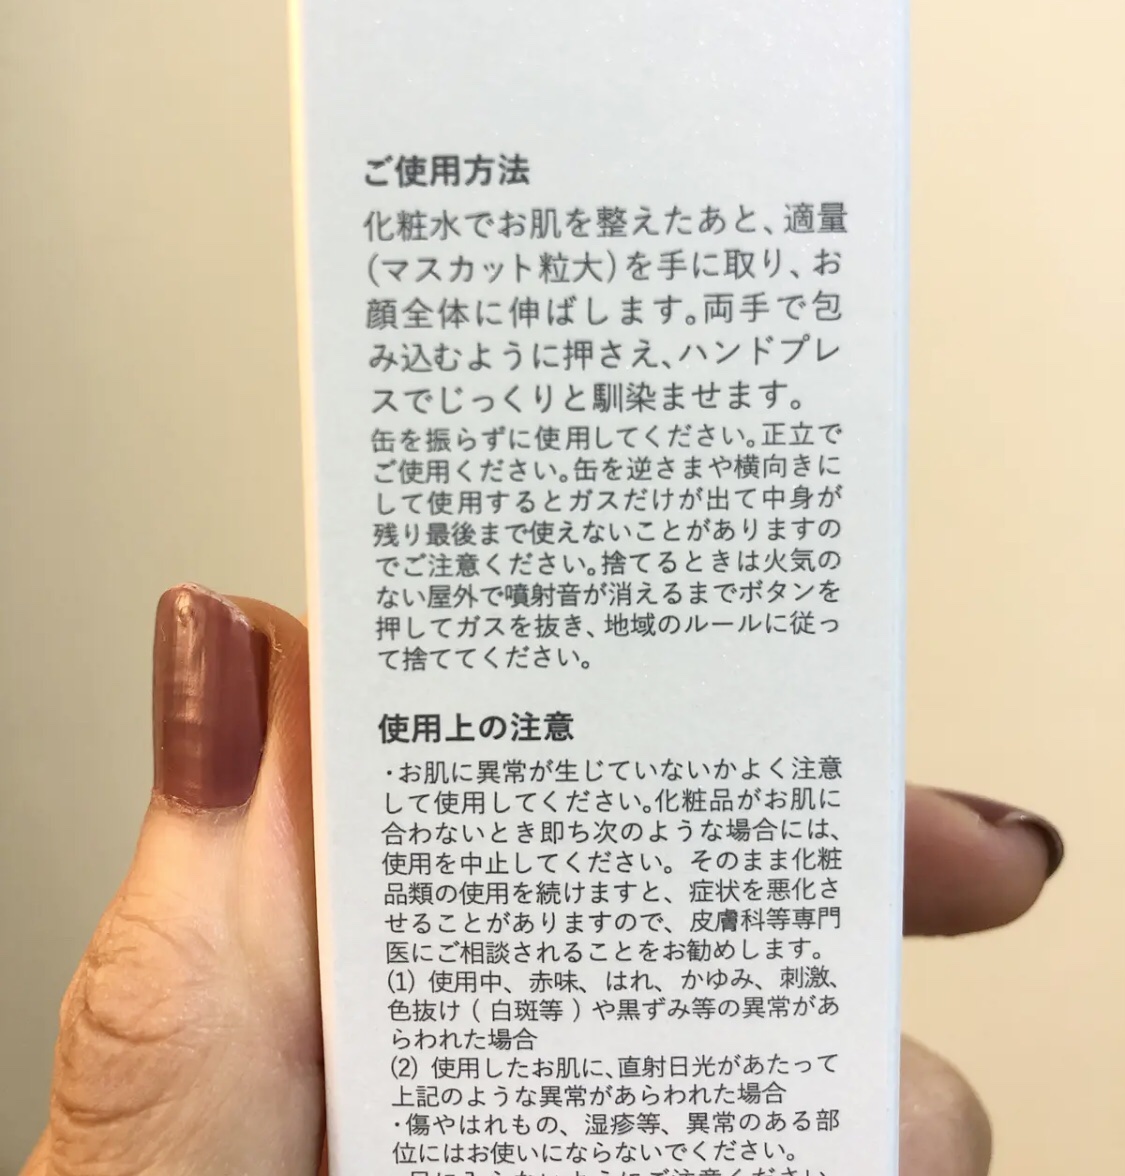 ご使用方法
化粧水でお肌を整えたあと、適量
(マスカット粒大)を手に取り、お
顔全体に伸ばします。両手で包
み込むように押さえ、ハンドプレ
スでじっくりと馴染ませます。
缶を振らずに使用してください。正立で
ご使用ください。缶を逆さまや横向きに
して使用するとガスだけが出て中身が
残り最後まで使えないことがありますの
でご注意ください。捨てるときは火気の
ない屋外で噴射音が消えるまでボタンを
押してガスを抜き、地域のルールに従っ
て捨ててください。
使用上の注意
・お肌に異常が生じていないかよく注意
して使用してください。化粧品がお肌に
合わないとき即ち次のような場合には、
使用を中止してください。そのまま化粧
品類の使用を続けますと、症状を悪化さ
せることがありますので、皮膚科等専門
医にご相談されることをお勧めします。
(1) 使用中、赤味、はれ、かゆみ、刺激、
色抜け ( 白斑等 ) や黒ずみ等の異常があ
らわれた場合
(2) 使用したお肌に、直射日光があたって
上記のような異常があらわれた場合
・傷やはれもの、湿疹等、異常のある部
位にはお使いにならないでください。